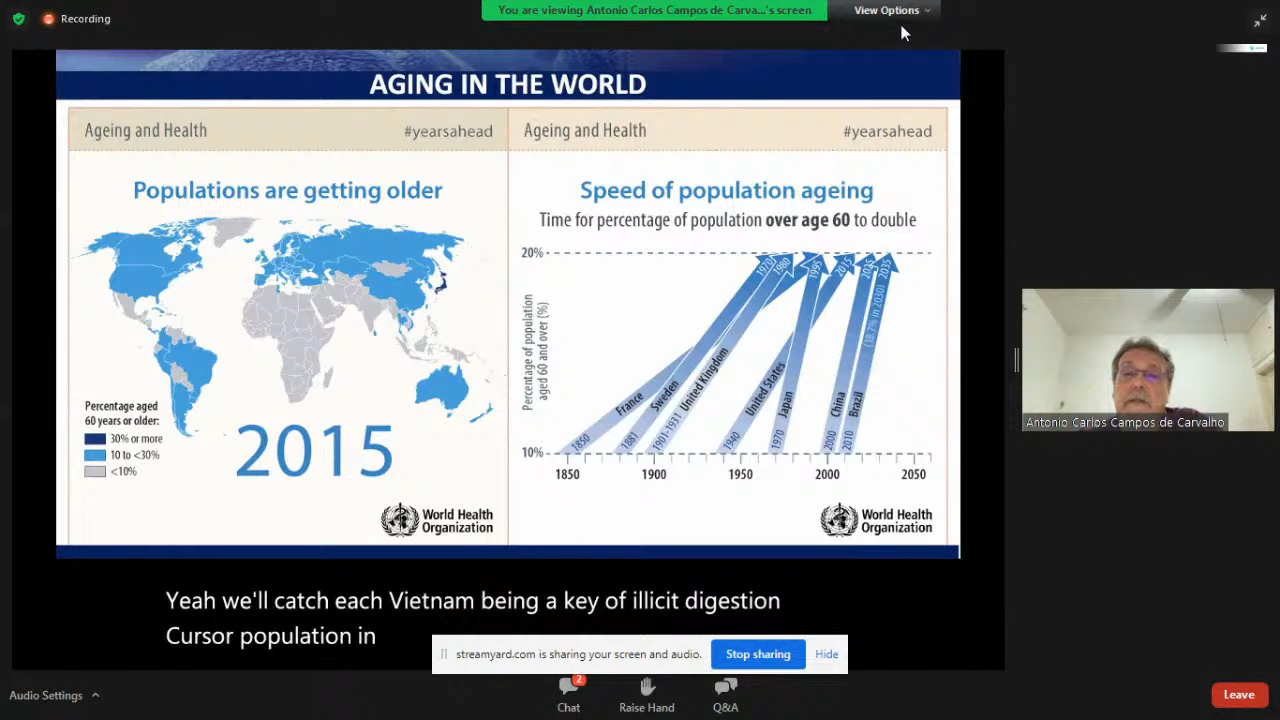 Recording
You are viewing Antonio Carlos Campos de Carva...'s screen
View Options
AGING IN THE WORLD
Ageing and Health
#yearsahead
Populations are getting older
Percentage aged
60 years or older:
30% or more
10 to <30%
<10%
2015
World Health
Organization
Ageing and Health
#yearsahead
Speed of population ageing
Time for percentage of population over age 60 to double
Percentage of population
aged 60 and over (%)
20%
10%
1850 France 1970
1881 Sweden
1901-1931 United Kingdom 1980
1940 United States 2015
1970 Japan 1995
2000 China
2010 Brazil (18.7% in 2030) 2035
1850
1900
1950
2000
2050
World Health
Organization
Antonio Carlos Campos de Carvalho
Yeah we'll catch each Vietnam being a key of illicit digestion
Cursor population in
streamyard.com is sharing your screen and audio.
Stop sharing
Hide
Audio Settings
2
Chat
Raise Hand
Q&A
Leave